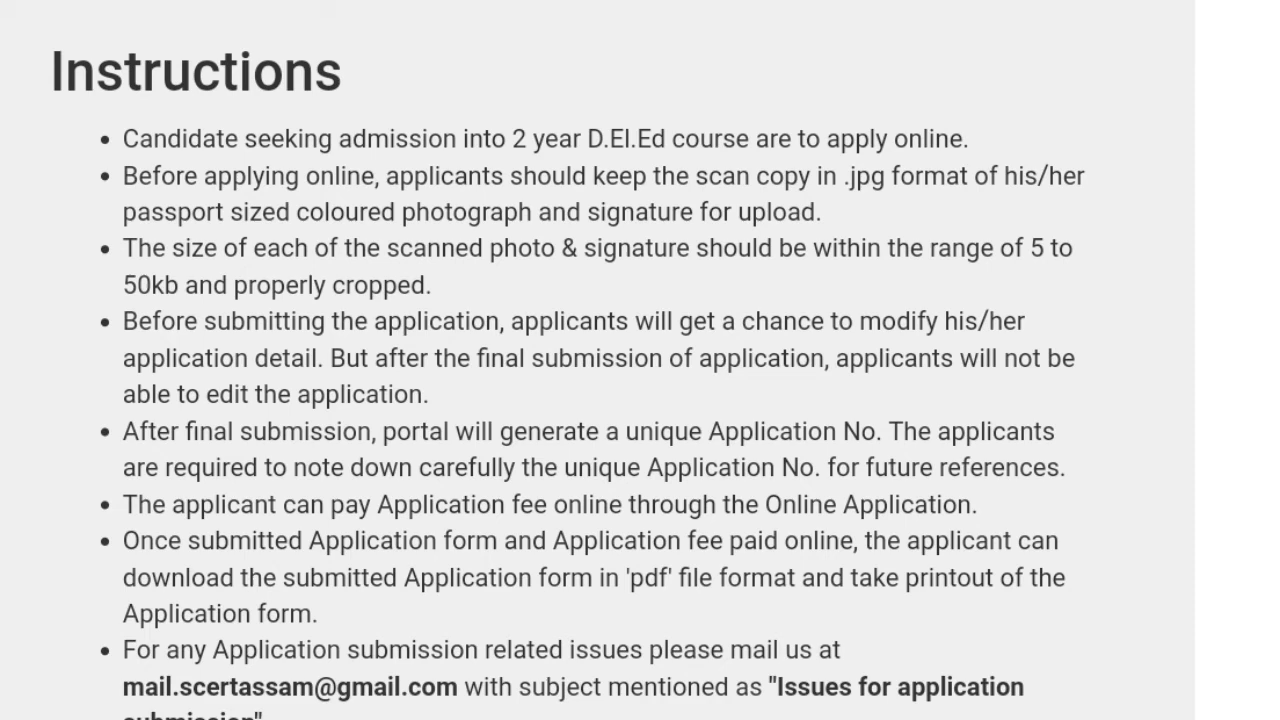 Instructions
• Candidate seeking admission into 2 year D.El.Ed course are to apply online.
• Before applying online, applicants should keep the scan copy in .jpg format of his/her
passport sized coloured photograph and signature for upload.
• The size of each of the scanned photo & signature should be within the range of 5 to
50kb and properly cropped.
• Before submitting the application, applicants will get a chance to modify his/her
application detail. But after the final submission of application, applicants will not be
able to edit the application.
• After final submission, portal will generate a unique Application No. The applicants
are required to note down carefully the unique Application No. for future references.
• The applicant can pay Application fee online through the Online Application.
• Once submitted Application form and Application fee paid online, the applicant can
download the submitted Application form in 'pdf' file format and take printout of the
Application form.
• For any Application submission related issues please mail us at
mail.scertassam@gmail.com with subject mentioned as "Issues for application
submission"